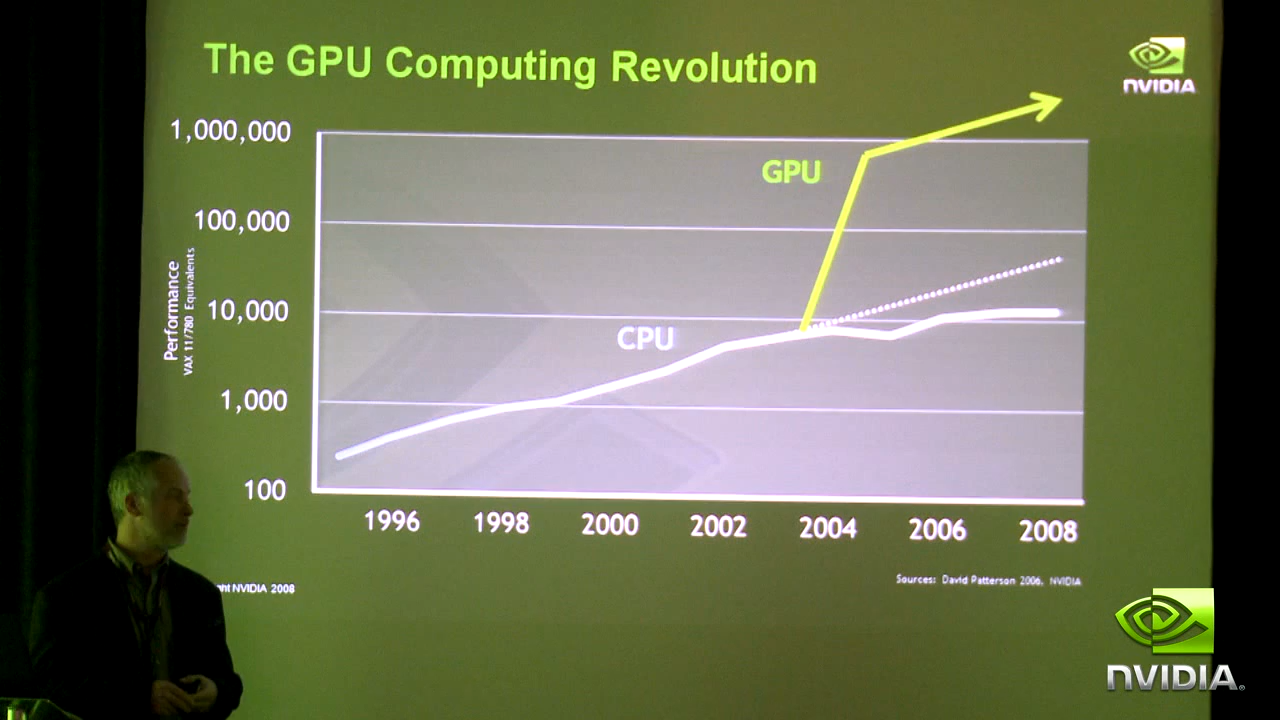 The GPU Computing Revolution
NVIDIA
1,000,000
100,000
10,000
1,000
100
Performance
VAX 11/780 Equivalents
GPU
CPU
1996 1998 2000 2002 2004 2006 2008
Sources: David Patterson 2006, NVIDIA
NVIDIA 2008
NVIDIA®